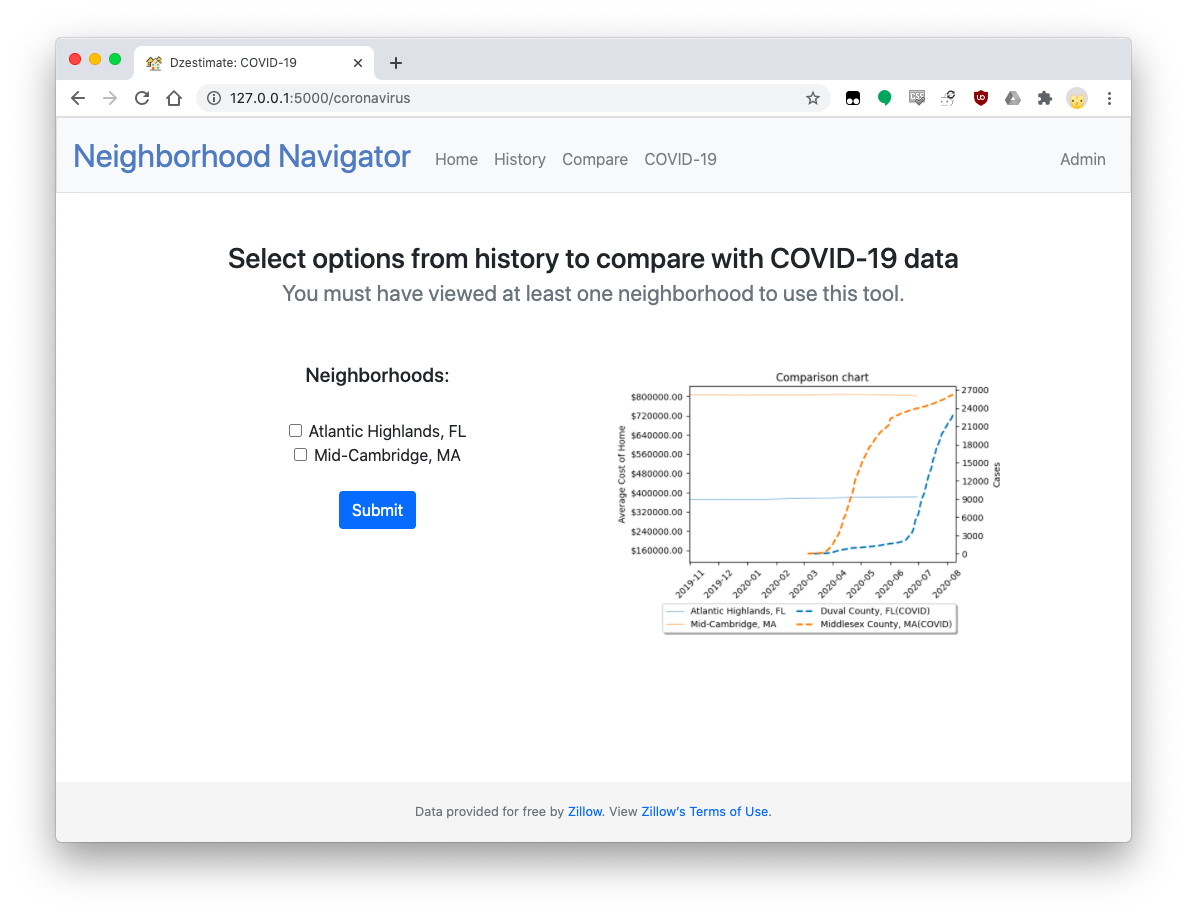 Dzestimate: COVID-19
127.0.0.1:5000/coronavirus
Neighborhood Navigator
Home History Compare COVID-19 Admin
Select options from history to compare with COVID-19 data
You must have viewed at least one neighborhood to use this tool.
Neighborhoods:
Atlantic Highlands, FL
Mid-Cambridge, MA
Submit
Comparison chart
Average Cost of Home
$800000.00
$720000.00
$640000.00
$560000.00
$480000.00
$400000.00
$320000.00
$240000.00
$160000.00
27000
24000
21000
18000
15000
12000
9000
6000
3000
0
Cases
2019-11 2019-12 2020-01 2020-02 2020-03 2020-04 2020-05 2020-06 2020-07 2020-08
Atlantic Highlands, FL Duval County, FL(COVID)
Mid-Cambridge, MA Middlesex County, MA(COVID)
Data provided for free by Zillow. View Zillow's Terms of Use.